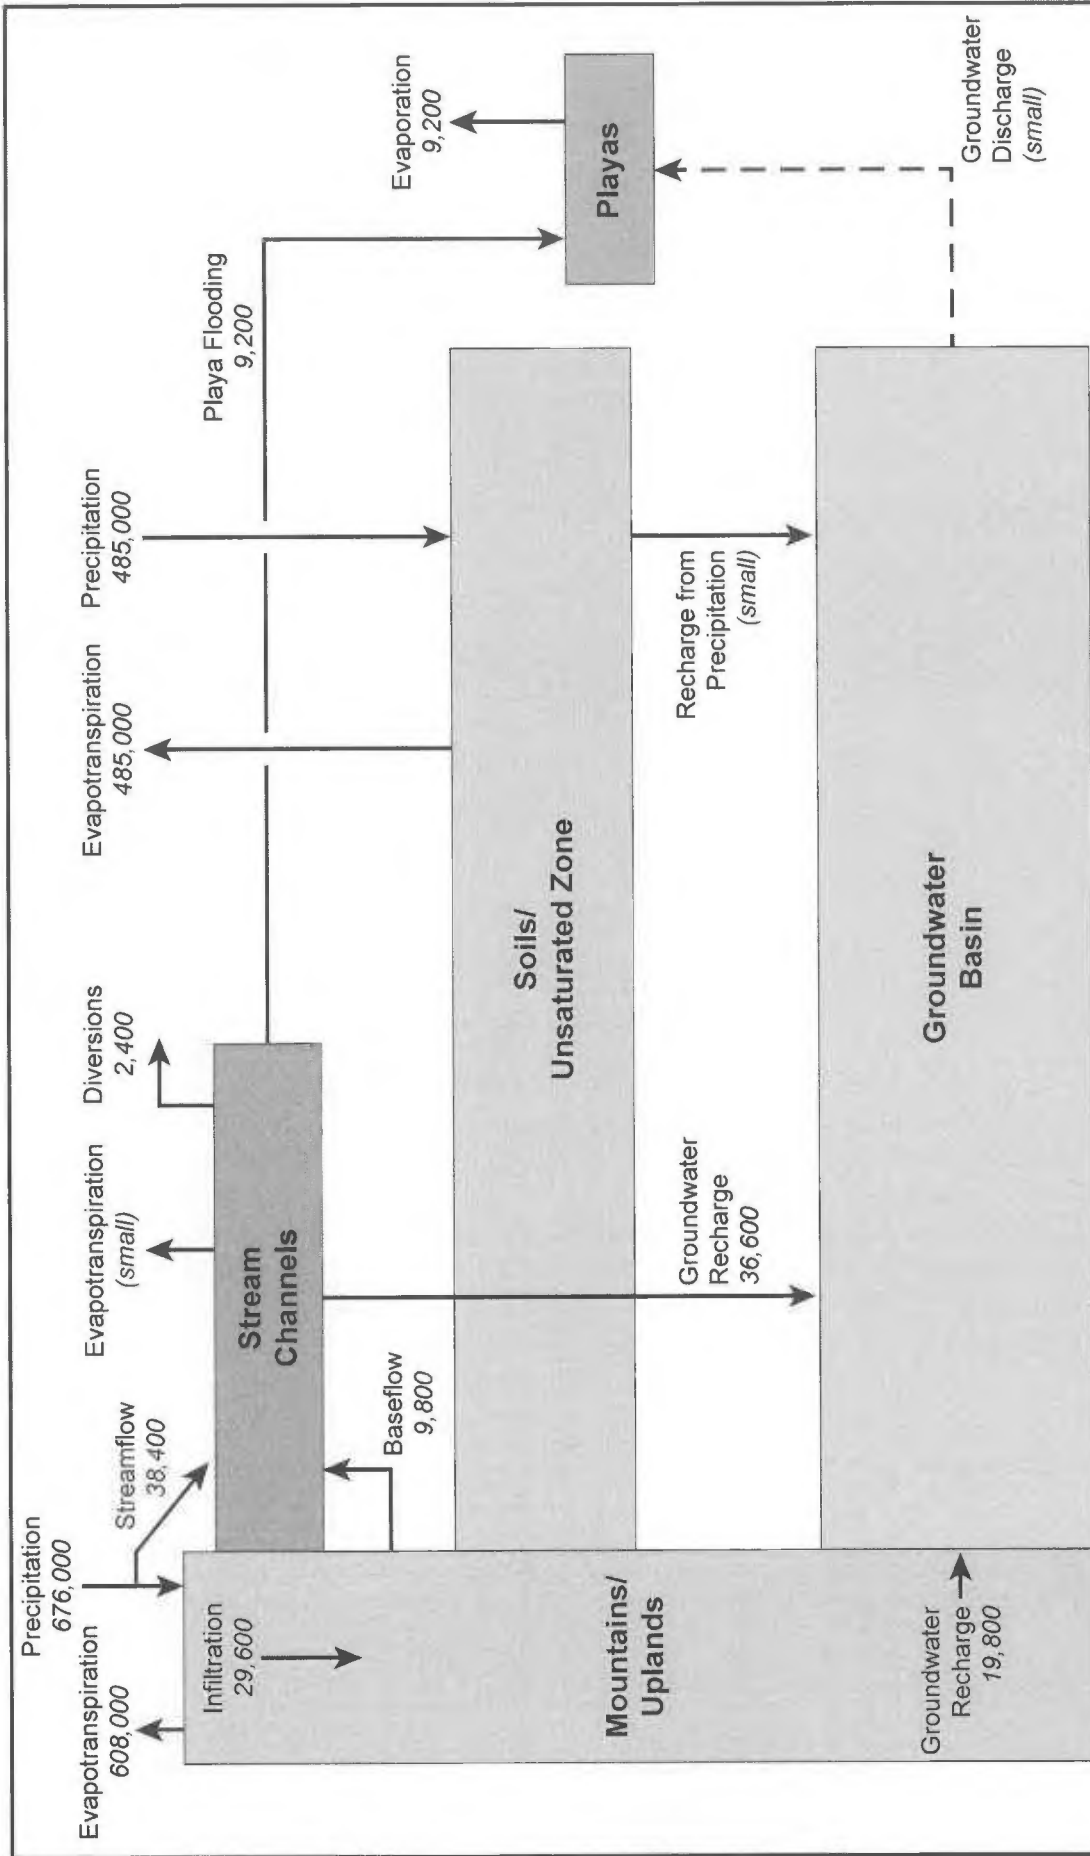 Precipitation
676,000
Evapotranspiration
608,000
Streamflow
38,400
Evapotranspiration
(small)
Diversions
2,400
Evapotranspiration
485,000
Precipitation
485,000
Playa Flooding
9,200
Evaporation
9,200
Infiltration
29,600
Stream
Channels
Baseflow
9,800
Playas
Soils/
Unsaturated Zone
Mountains/
Uplands
Groundwater
Recharge
36,600
Recharge from
Precipitation
(small)
Groundwater
Recharge
19,800
Groundwater
Basin
Groundwater
Discharge
(small)